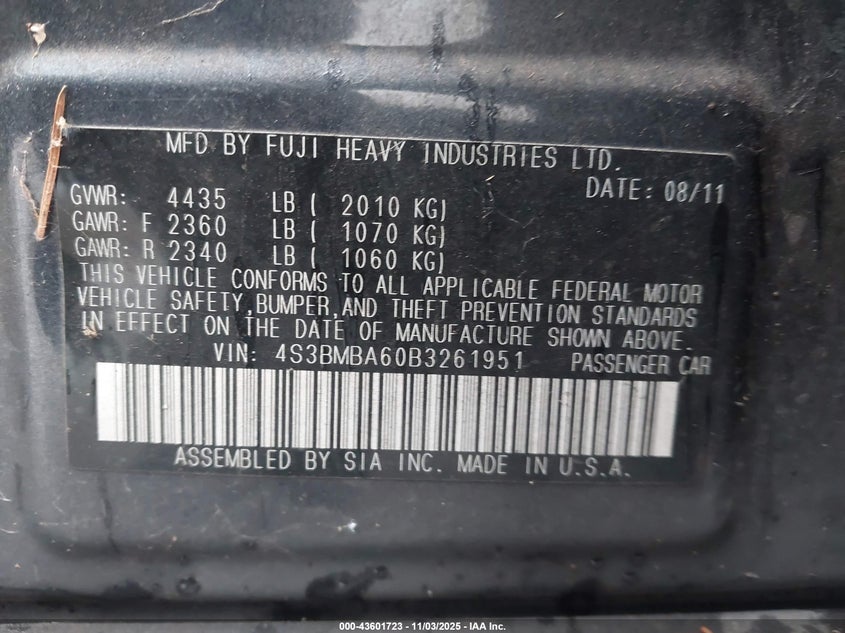 MFD BY FUJI HEAVY INDUSTRIES LTD.
DATE: 08/11
GVWR: 4435 LB ( 2010 KG)
GAWR: F 2360 LB ( 1070 KG)
GAWR: R 2340 LB ( 1060 KG)
THIS VEHICLE CONFORMS TO ALL APPLICABLE FEDERAL MOTOR
VEHICLE SAFETY,BUMPER,AND THEFT PREVENTION STANDARDS
IN EFFECT ON THE DATE OF MANUFACTURE SHOWN ABOVE.
VIN: 4S3BMBA60B3261951 PASSENGER CAR
ASSEMBLED BY SIA INC. MADE IN U.S.A.
000-43601723 - 11/03/2025 - IAA Inc.